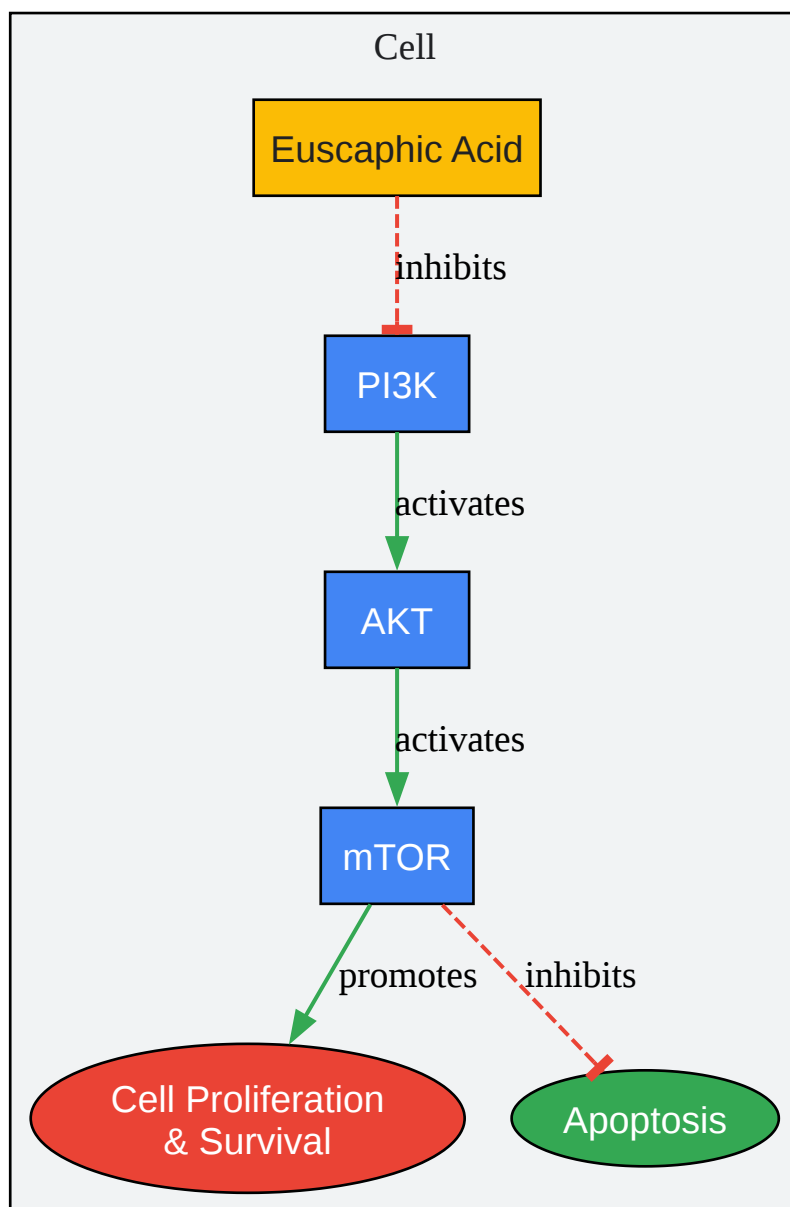 Cell
Euscaphic Acid
inhibits
PI3K
activates
AKT
activates
mTOR
promotes
inhibits
Cell Proliferation
& Survival
Apoptosis